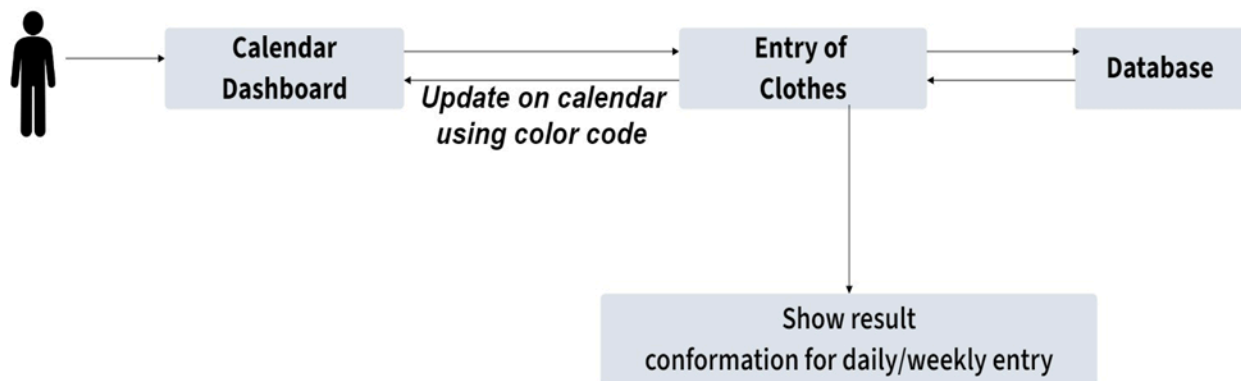 Calendar
Dashboard
Entry of
Clothes
Database
Update on calendar
using color code
Show result
conformation for daily/weekly entry